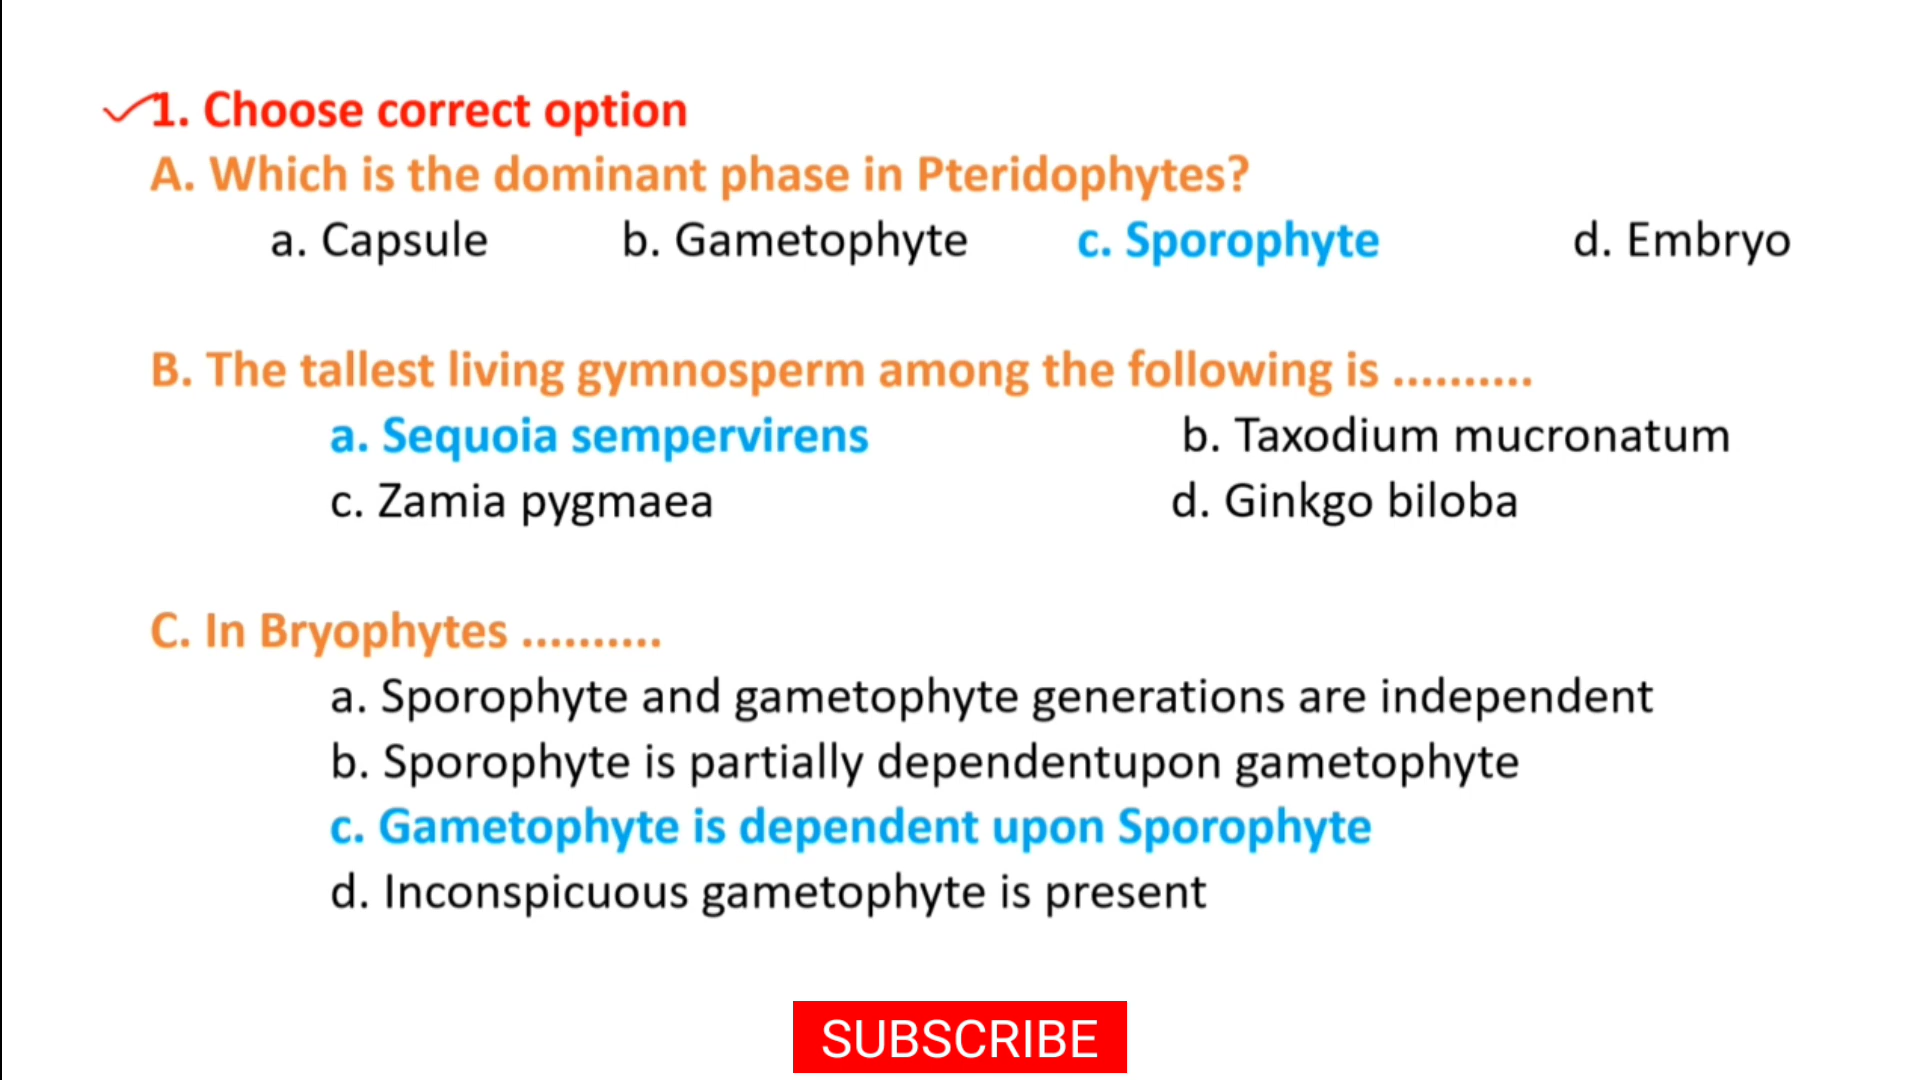 1. Choose correct option
A. Which is the dominant phase in Pteridophytes?
a. Capsule b. Gametophyte c. Sporophyte d. Embryo
B. The tallest living gymnosperm among the following is ..........
a. Sequoia sempervirens b. Taxodium mucronatum
c. Zamia pygmaea d. Ginkgo biloba
C. In Bryophytes ..........
a. Sporophyte and gametophyte generations are independent
b. Sporophyte is partially dependentupon gametophyte
c. Gametophyte is dependent upon Sporophyte
d. Inconspicuous gametophyte is present
SUBSCRIBE